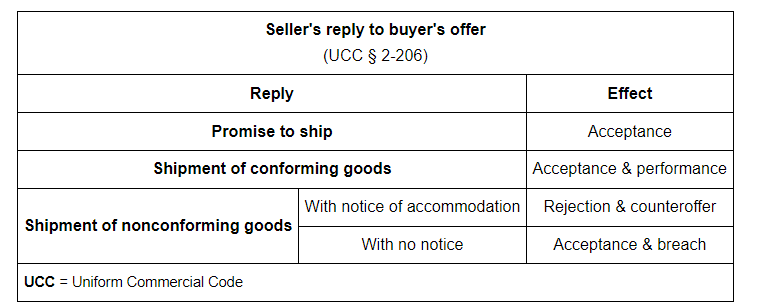 Seller's reply to buyer's offer
(UCC § 2-206)
Reply Effect
Promise to ship Acceptance
Shipment of conforming goods Acceptance & performance
Shipment of nonconforming goods With notice of accommodation Rejection & counteroffer
With no notice Acceptance & breach
UCC = Uniform Commercial Code